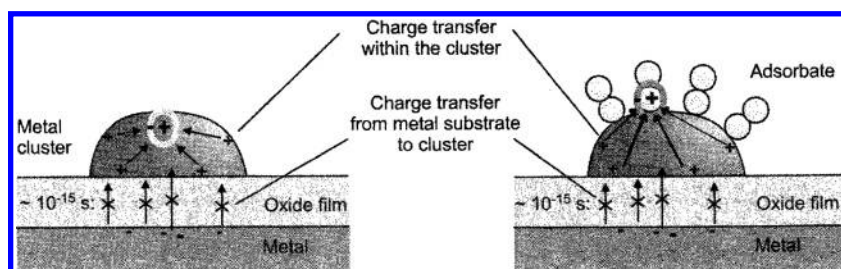 Charge transfer
within the cluster
Adsorbate
Metal
cluster
Charge transfer
from metal substrate
to cluster
+
-
+
+
+
+
+
~ 10⁻¹⁵ s:
Oxide film
Metal
+
-
+
+
+
+
~ 10⁻¹⁵ s:
Oxide film
Metal